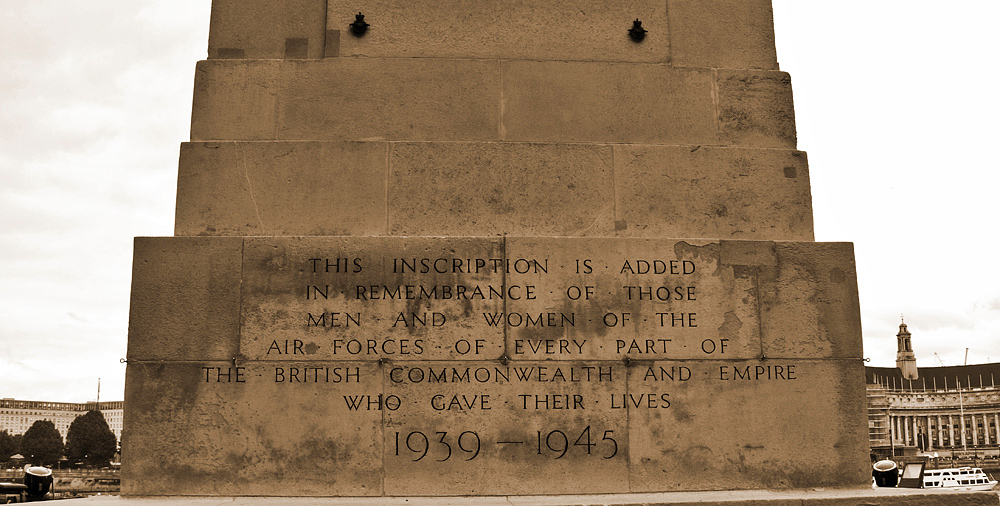 THIS INSCRIPTION · IS · ADDED
IN · REMEMBRANCE · OF · THOSE
MEN · AND · WOMEN · OF · THE
AIR · FORCES · OF · EVERY PART · OF
THE · BRITISH COMMONWEALTH · AND · EMPIRE
WHO · GAVE · THEIR · LIVES
1939 — 1945